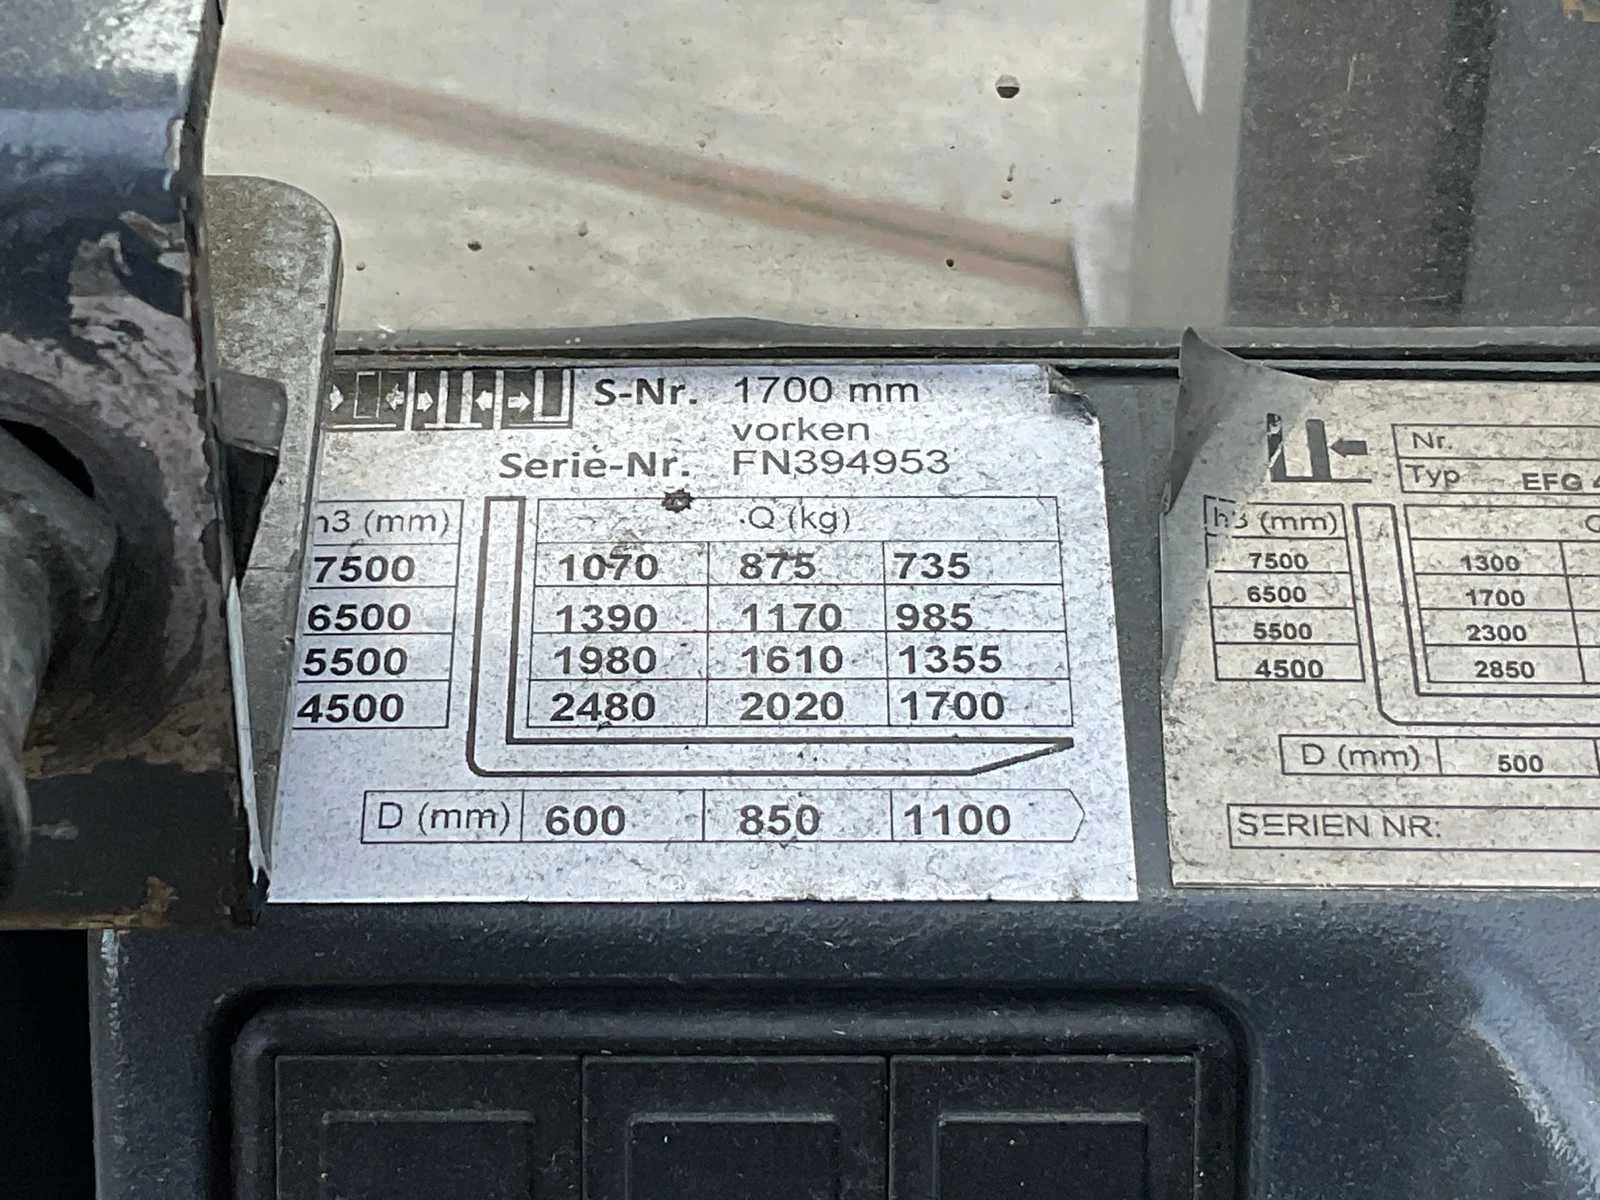 S-Nr. 1700 mm
vorken
Serie-Nr. FN394953
h3 (mm) Q (kg)
7500 1070 875 735
6500 1390 1170 985
5500 1980 1610 1355
4500 2480 2020 1700
D (mm) 600 850 1100
Nr.
Typ EFG
h3 (mm)
7500 1300
6500 1700
5500 2300
4500 2850
D (mm) 500
SERIEN NR: